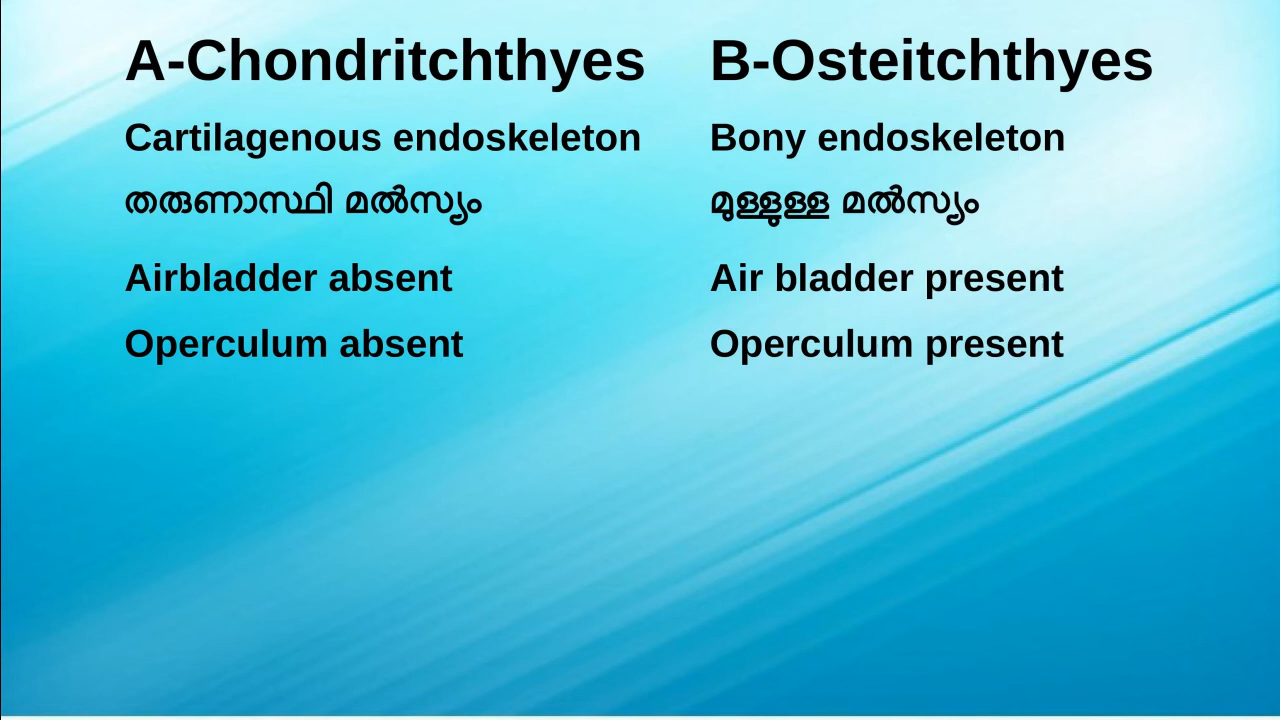 A-Chondritchthyes
Cartilagenous endoskeleton
തരുണാസ്ഥി മൽസ്യം
Airbladder absent
Operculum absent
B-Osteitchthyes
Bony endoskeleton
മുള്ളുള്ള മൽസ്യം
Air bladder present
Operculum present